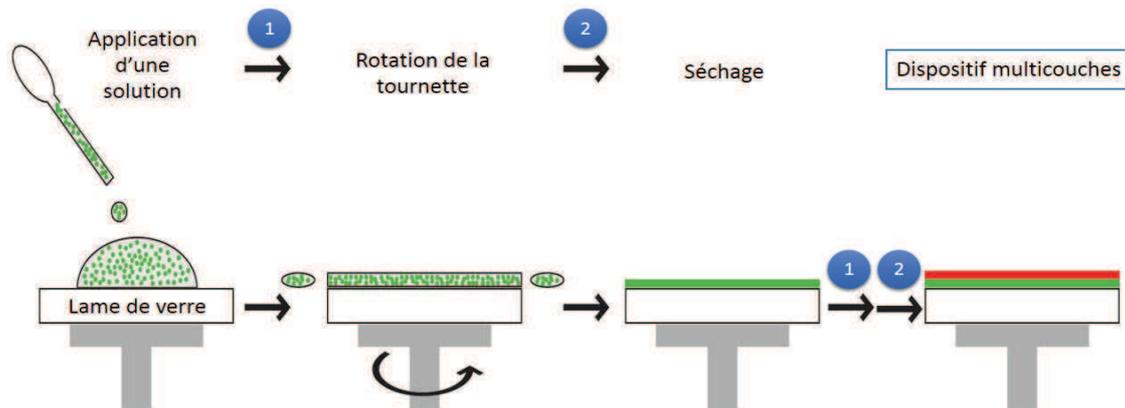 Application
d'une
solution
1
Rotation de la
tournette
2
Séchage
Dispositif multicouches
Lame de verre
1
2